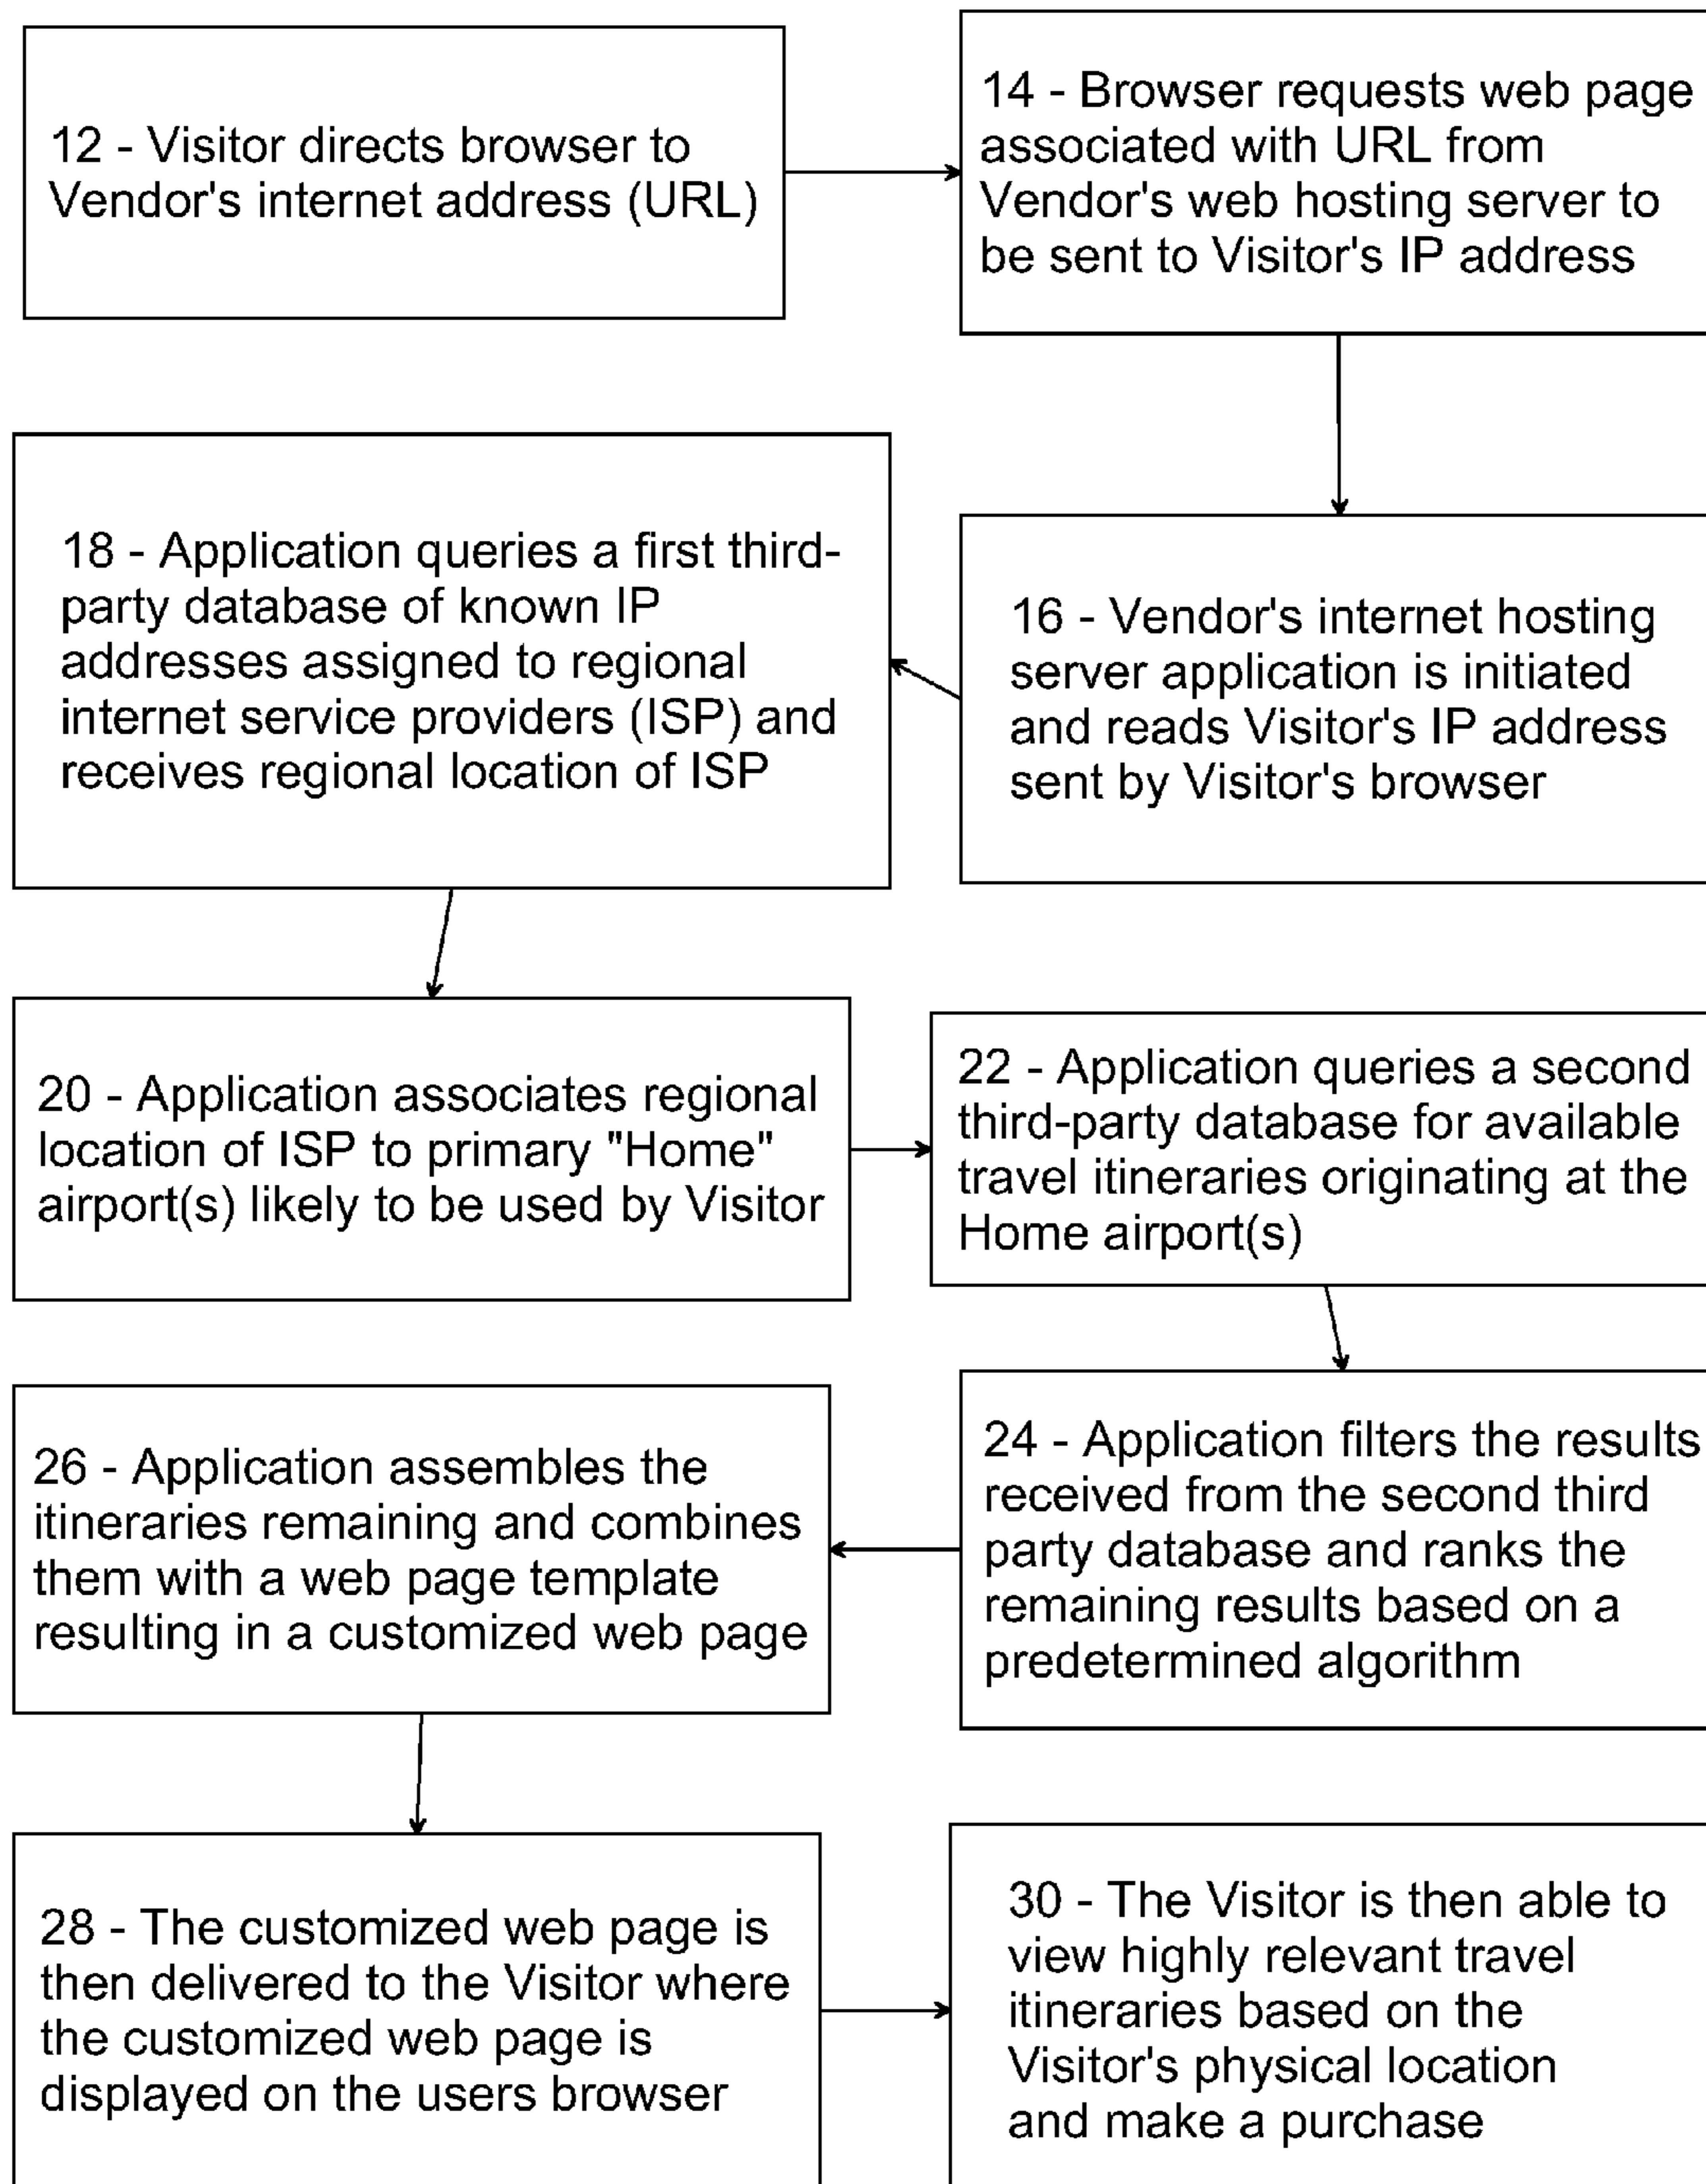 12 - Visitor directs browser to
Vendor's internet address (URL)
14 - Browser requests web page
associated with URL from
Vendor's web hosting server to
be sent to Visitor's IP address
16 - Vendor's internet hosting
server application is initiated
and reads Visitor's IP address
sent by Visitor's browser
18 - Application queries a first third-
party database of known IP
addresses assigned to regional
internet service providers (ISP) and
receives regional location of ISP
20 - Application associates regional
location of ISP to primary "Home"
airport(s) likely to be used by Visitor
22 - Application queries a second
third-party database for available
travel itineraries originating at the
Home airport(s)
24 - Application filters the results
received from the second third
party database and ranks the
remaining results based on a
predetermined algorithm
26 - Application assembles the
itineraries remaining and combines
them with a web page template
resulting in a customized web page
28 - The customized web page is
then delivered to the Visitor where
the customized web page is
displayed on the users browser
30 - The Visitor is then able to
view highly relevant travel
itineraries based on the
Visitor's physical location
and make a purchase